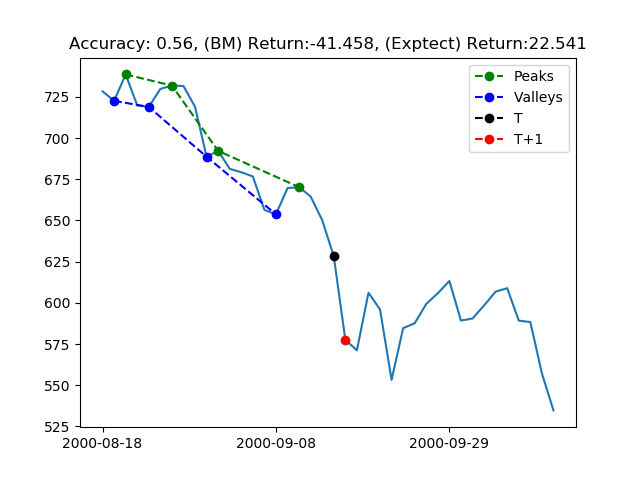 Accuracy: 0.56, (BM) Return:-41.458, (Exptect) Return:22.541
Peaks
Valleys
T
T+1
725
700
675
650
625
600
575
550
525
2000-08-18
2000-09-08
2000-09-29